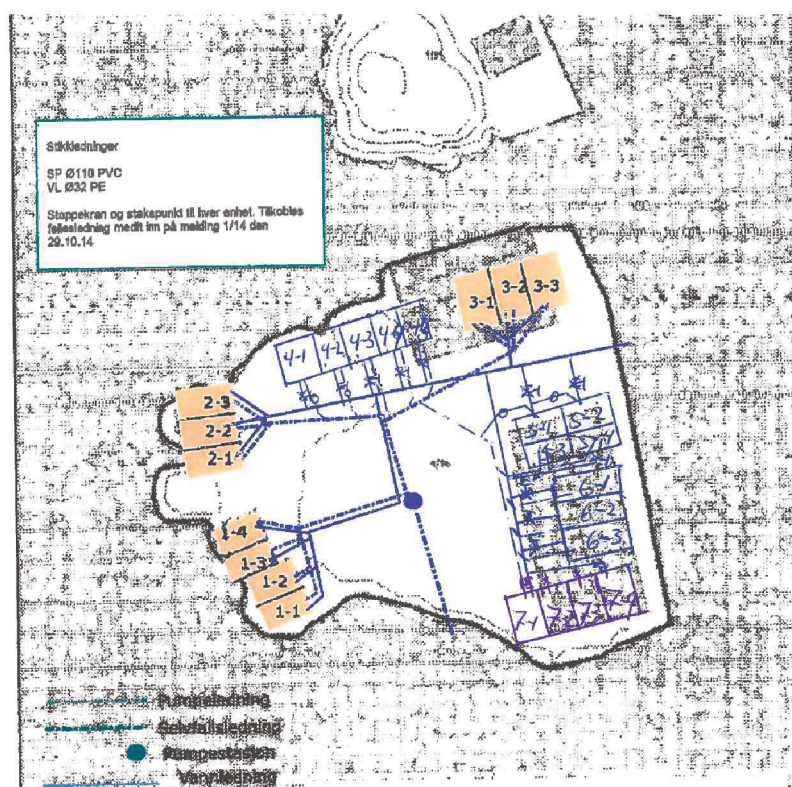 Stikkledninger
SP Ø110 PVC
VL Ø32 PE
Stoppekran og stakepunkt til hver enhet. Tilkobles
fellesledning medlt inn på melding 1/14 den
29.10.14
3-1 3-2 3-3
4-1 4-2 4-3
2-3
2-2
2-1
5-2
6-1
6-2
6-3
1-4
1-3
1-2
1-1
7-1 7-2 7-3 7-4
Pumpeledning
Selvfallsledning
Pumpestasjon
Vannledning